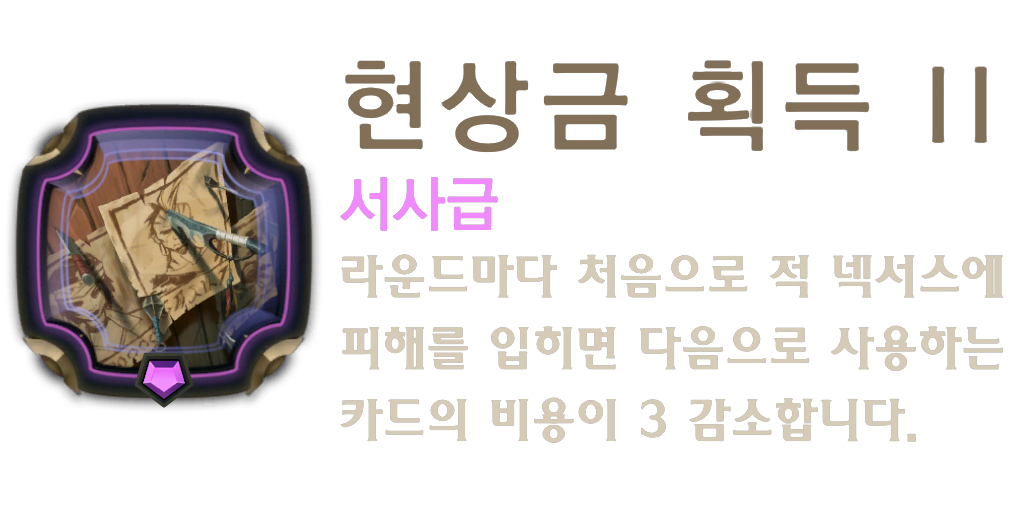 현상금 획득 II
서사급
라운드마다 처음으로 적 넥서스에
피해를 입히면 다음으로 사용하는
카드의 비용이 3 감소합니다.